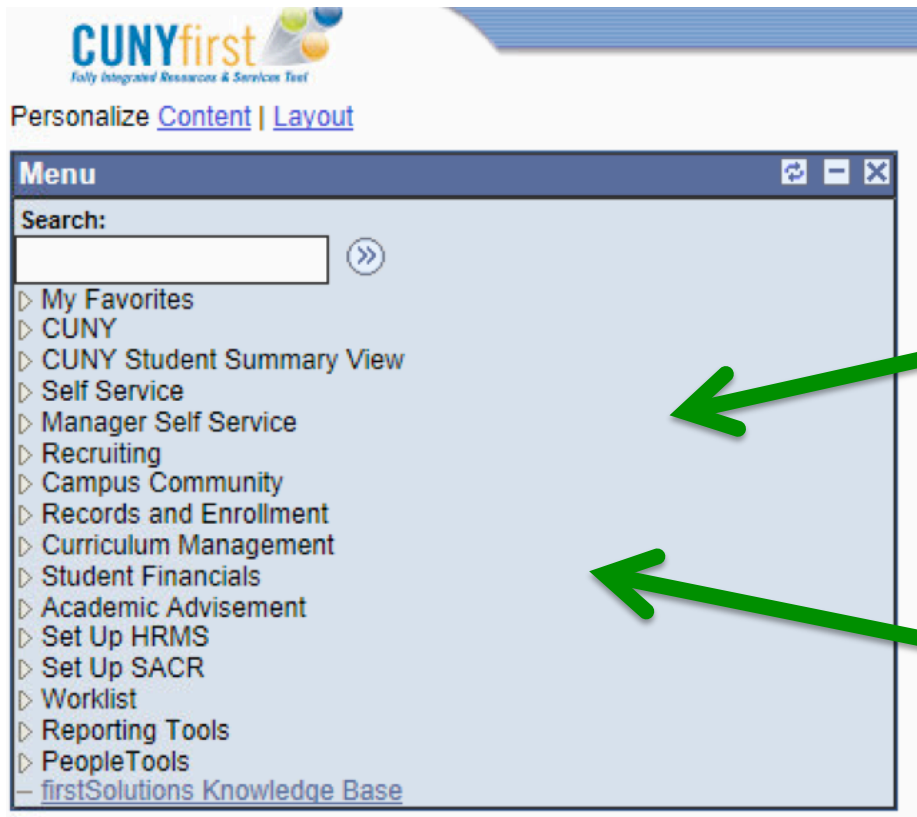 CUNYfirst
Fully Integrated Resources & Services Tool
Personalize Content | Layout
Menu
Search:
My Favorites
CUNY
CUNY Student Summary View
Self Service
Manager Self Service
Recruiting
Campus Community
Records and Enrollment
Curriculum Management
Student Financials
Academic Advisement
Set Up HRMS
Set Up SACR
Worklist
Reporting Tools
PeopleTools
firstSolutions Knowledge Base